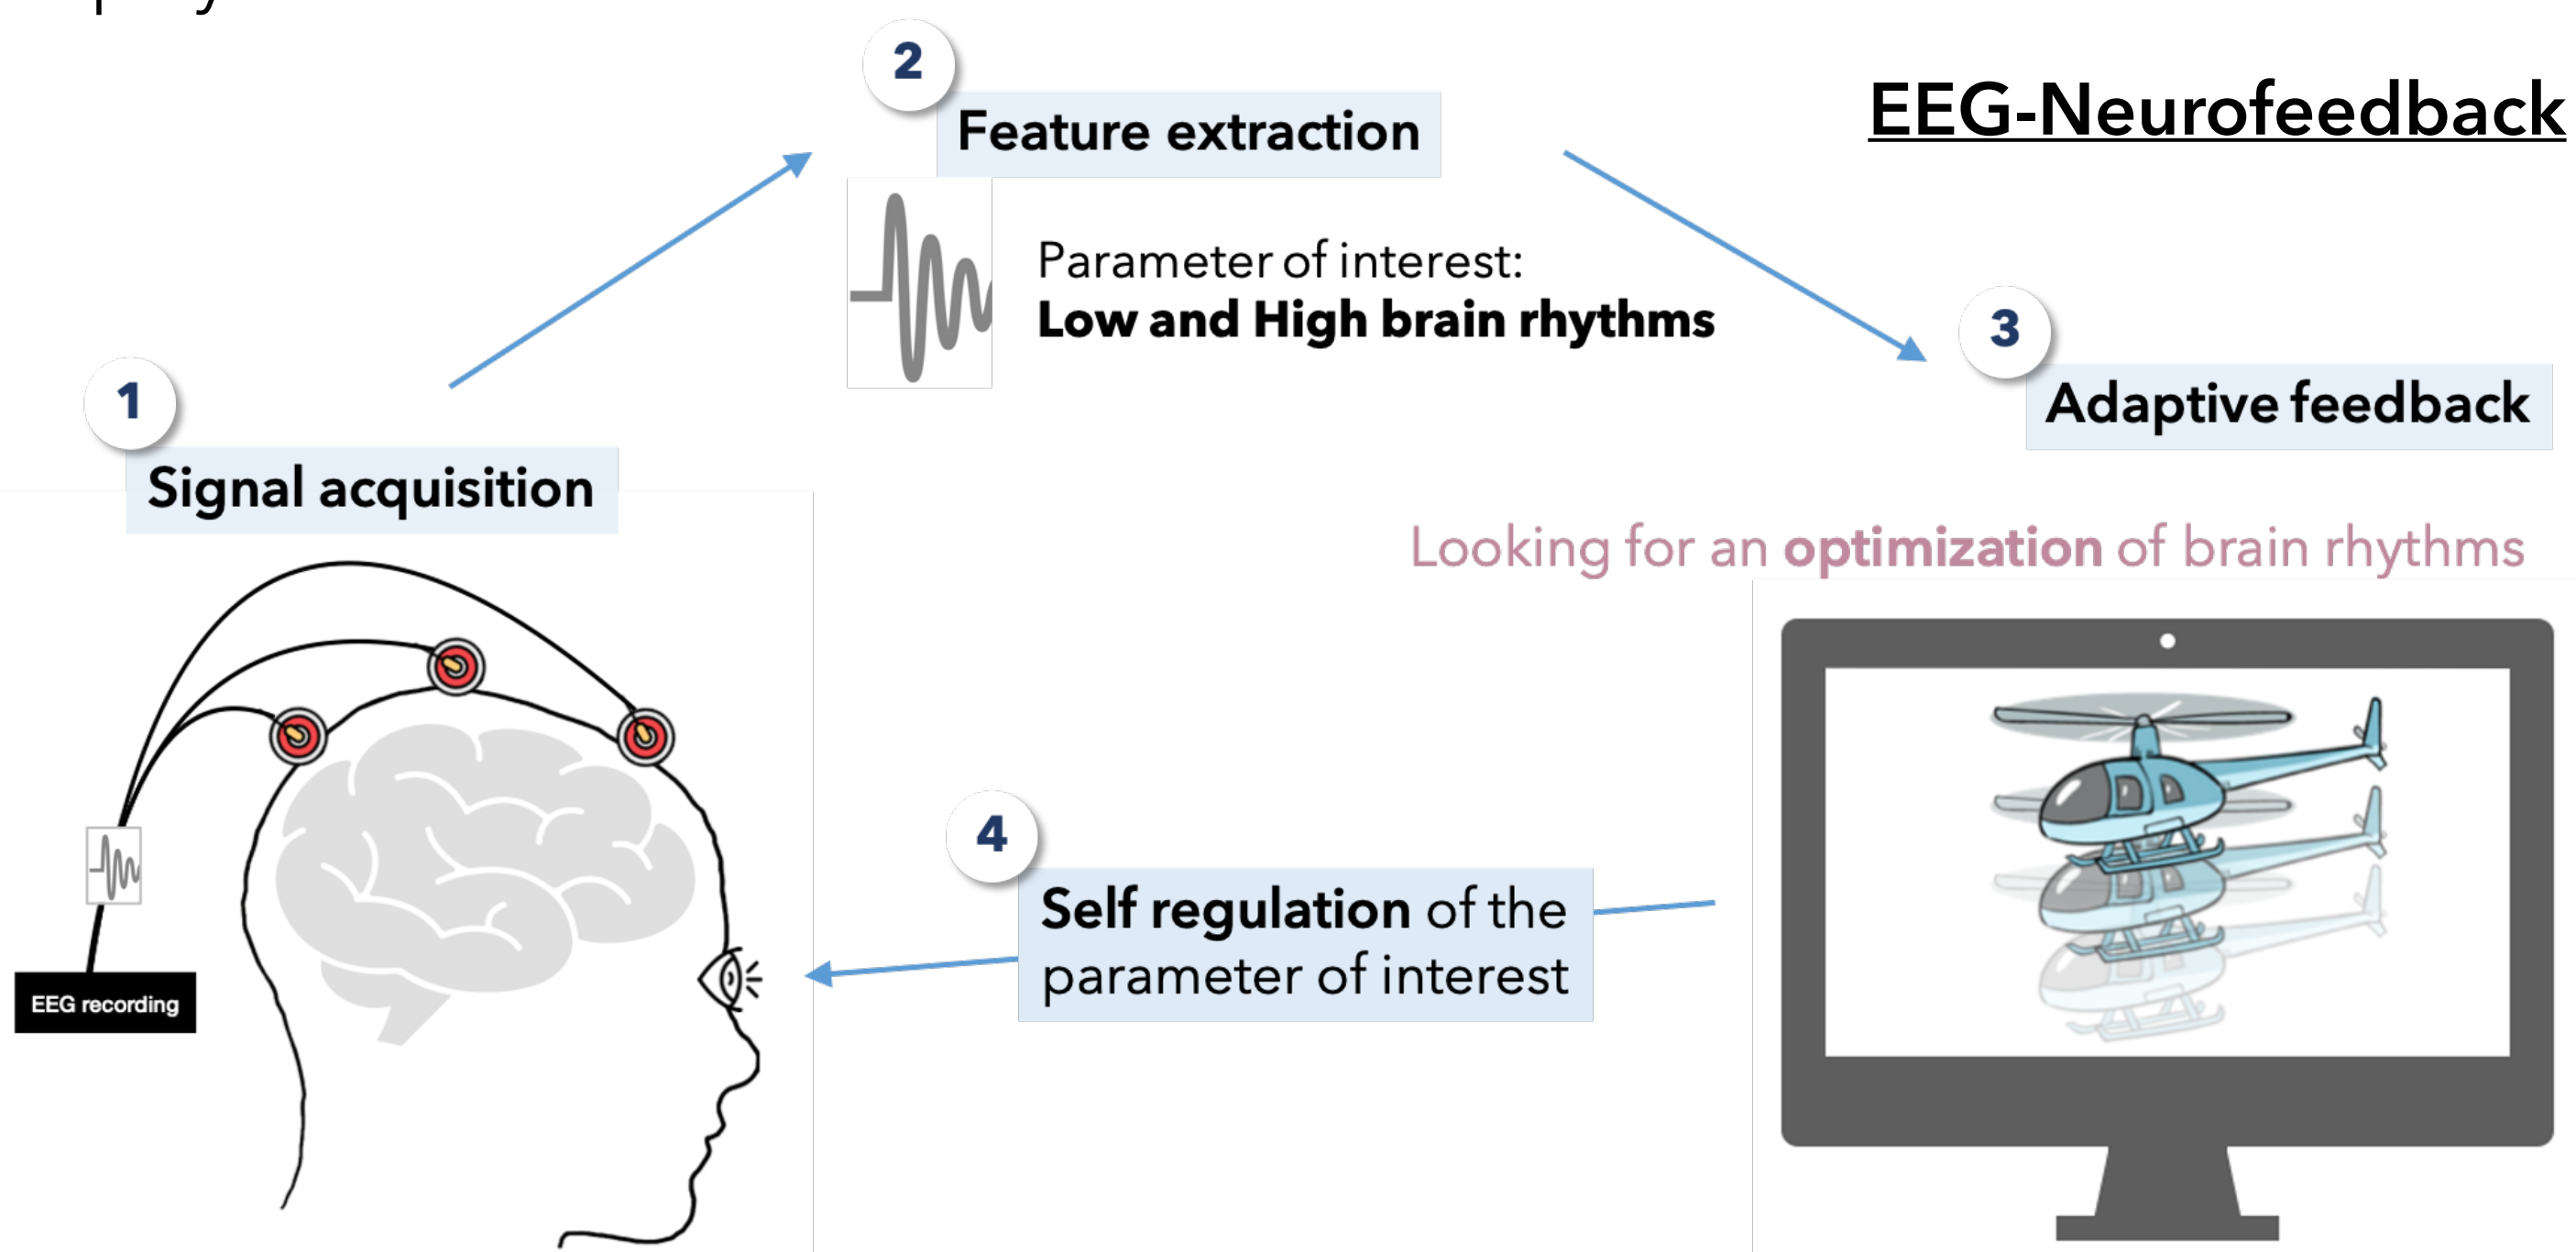 EEG-Neurofeedback
2
Feature extraction
Parameter of interest:
Low and High brain rhythms
1
Signal acquisition
3
Adaptive feedback
Looking for an optimization of brain rhythms
4
Self regulation of the
parameter of interest
EEG recording